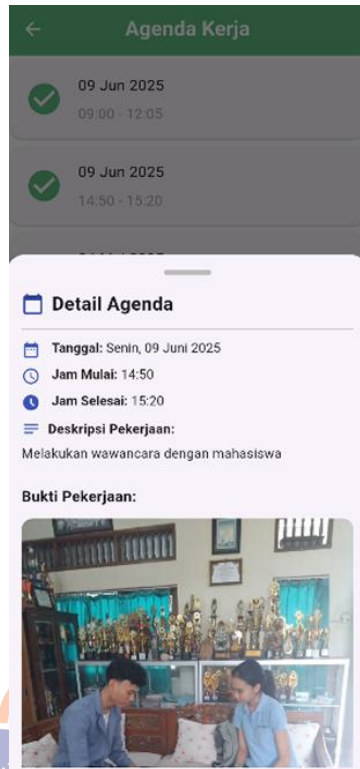 Agenda Kerja
09 Jun 2025
09:00 - 12:05
09 Jun 2025
14:50 - 15:20
Detail Agenda
Tanggal: Senin, 09 Juni 2025
Jam Mulai: 14:50
Jam Selesai: 15:20
Deskripsi Pekerjaan:
Melakukan wawancara dengan mahasiswa
Bukti Pekerjaan: